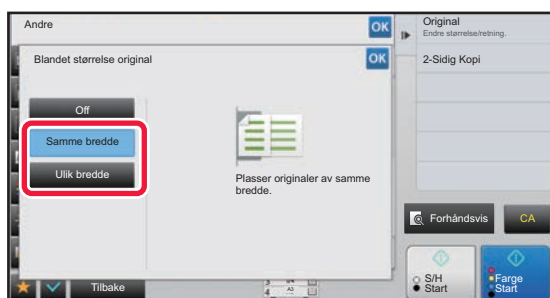 Andre
OK
Blandet størrelse original
OK
Off
Samme bredde
Ulik bredde
Plasser originaler av samme
bredde.
Tilbake
Original
Endre størrelse/retning.
2-Sidig Kopi
Forhåndsvis
CA
S/H
Start
Farge
Start